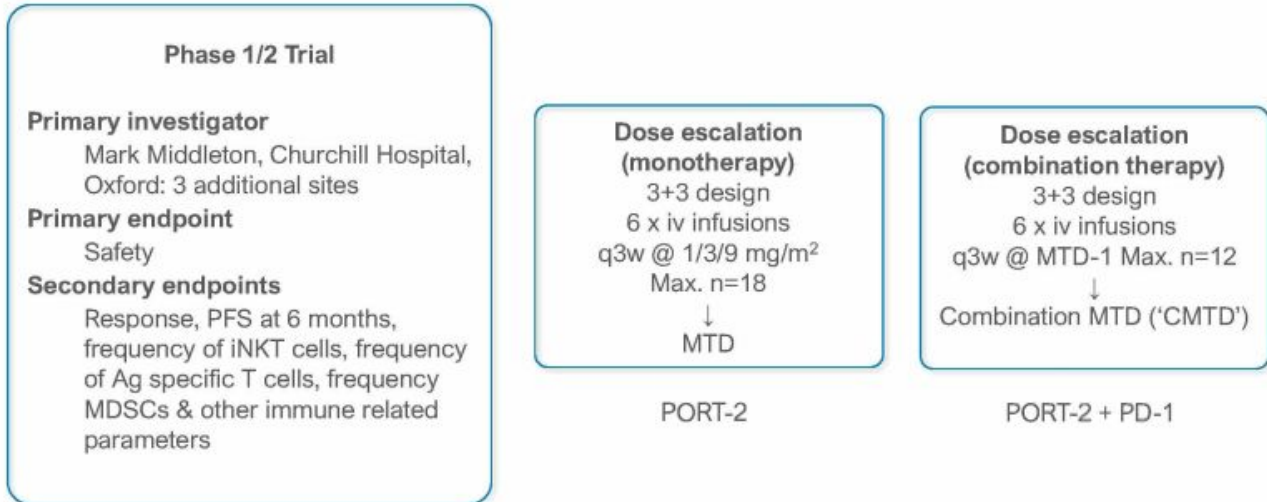 Phase 1/2 Trial
Primary investigator
Mark Middleton, Churchill Hospital,
Oxford: 3 additional sites
Primary endpoint
Safety
Secondary endpoints
Response, PFS at 6 months,
frequency of iNKT cells, frequency
of Ag specific T cells, frequency
MDSCs & other immune related
parameters
Dose escalation
(monotherapy)
3+3 design
6 x iv infusions
q3w @ 1/3/9 mg/m²
Max. n=18
↓
MTD
PORT-2
Dose escalation
(combination therapy)
3+3 design
6 x iv infusions
q3w @ MTD-1 Max. n=12
↓
Combination MTD (‘CMTD’)
PORT-2 + PD-1